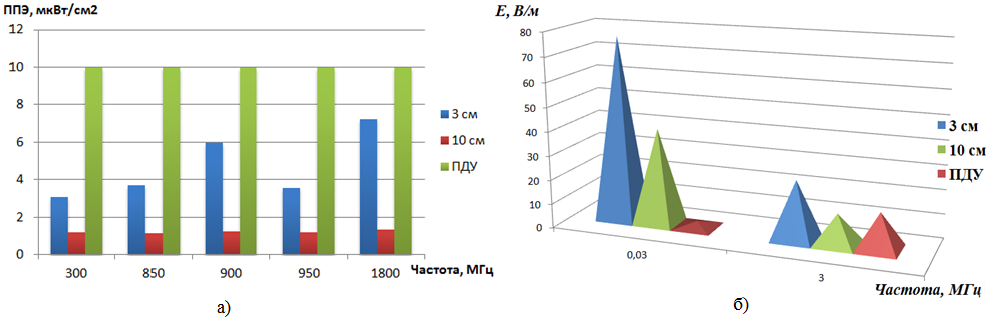 ППЭ, мкВт/см2
12
10
8
6
4
2
0
300 850 900 950 1800
Частота, МГц
3 см
10 см
ПДУ
а)
Е, В/м
80
70
60
50
40
30
20
10
0
0,03
3
Частота, МГц
3 см
10 см
ПДУ
б)